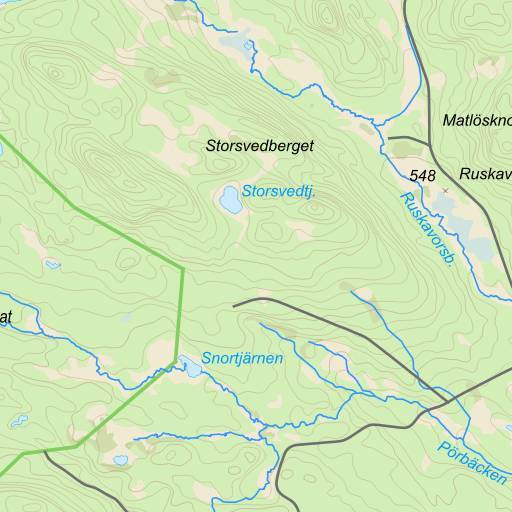 Matlöskno
Storsvedberget
548
Ruskav
Storsvedtj.
Ruskavorsb.
at
Snortjärnen
Pörbäcken